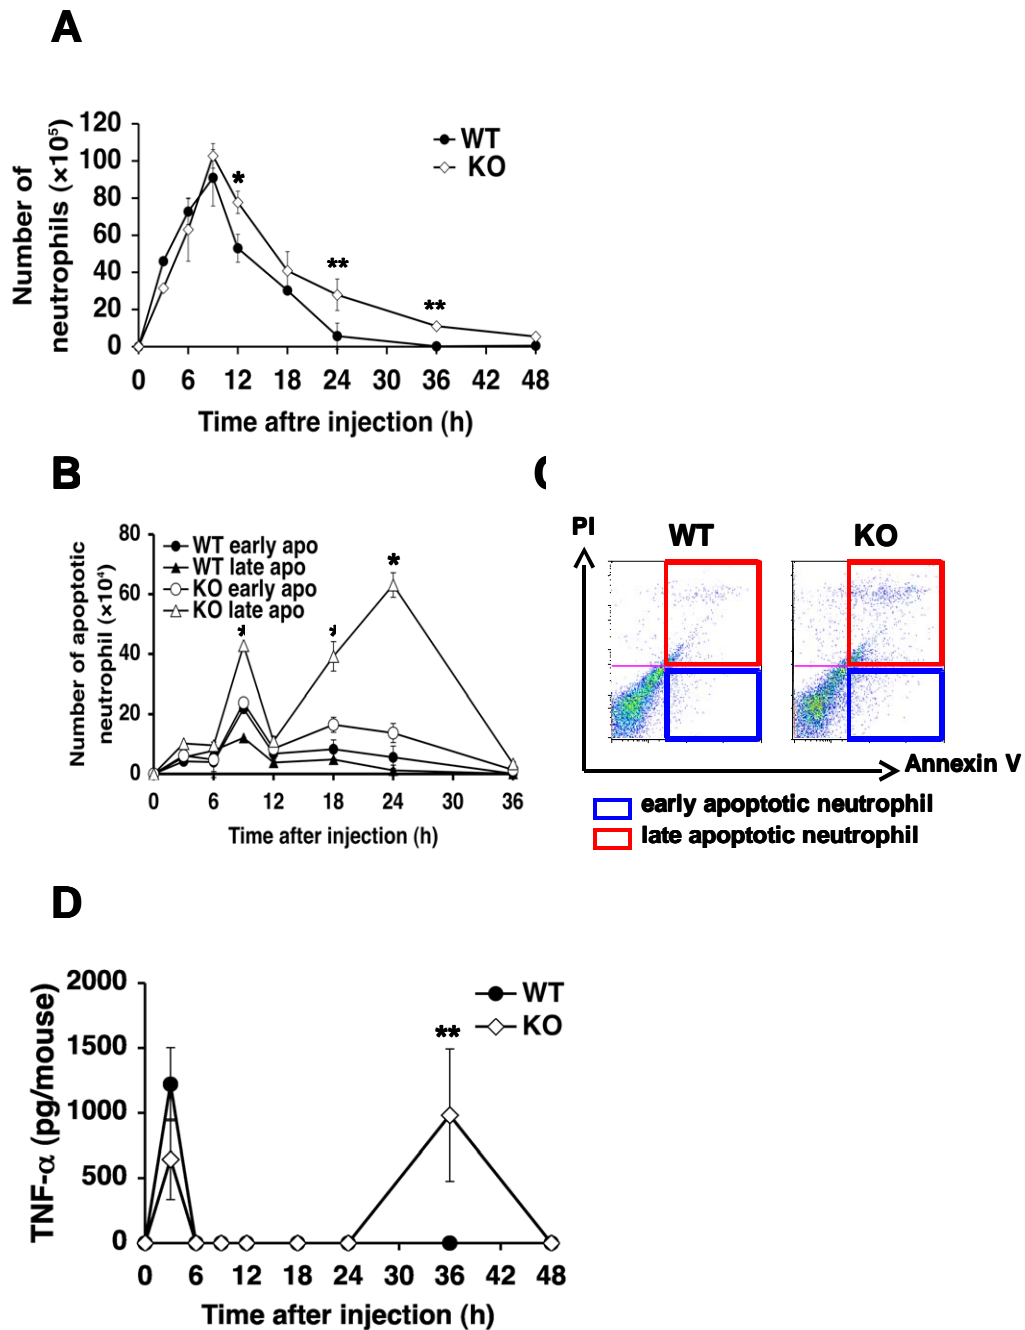 A
Number of
neutrophils (×10⁵)
120
100
80
60
40
20
0
WT
KO
*
**
**
0 6 12 18 24 30 36 42 48
Time aftre injection (h)
B
Number of apoptotic
neutrophil (×10⁴)
80
60
40
20
0
WT early apo
WT late apo
KO early apo
KO late apo
*
*
*
0 6 12 18 24 30 36
Time after injection (h)
PI
WT KO
Annexin V
early apoptotic neutrophil
late apoptotic neutrophil
D
TNF-α (pg/mouse)
2000
1500
1000
500
0
WT
KO
**
0 6 12 18 24 30 36 42 48
Time after injection (h)